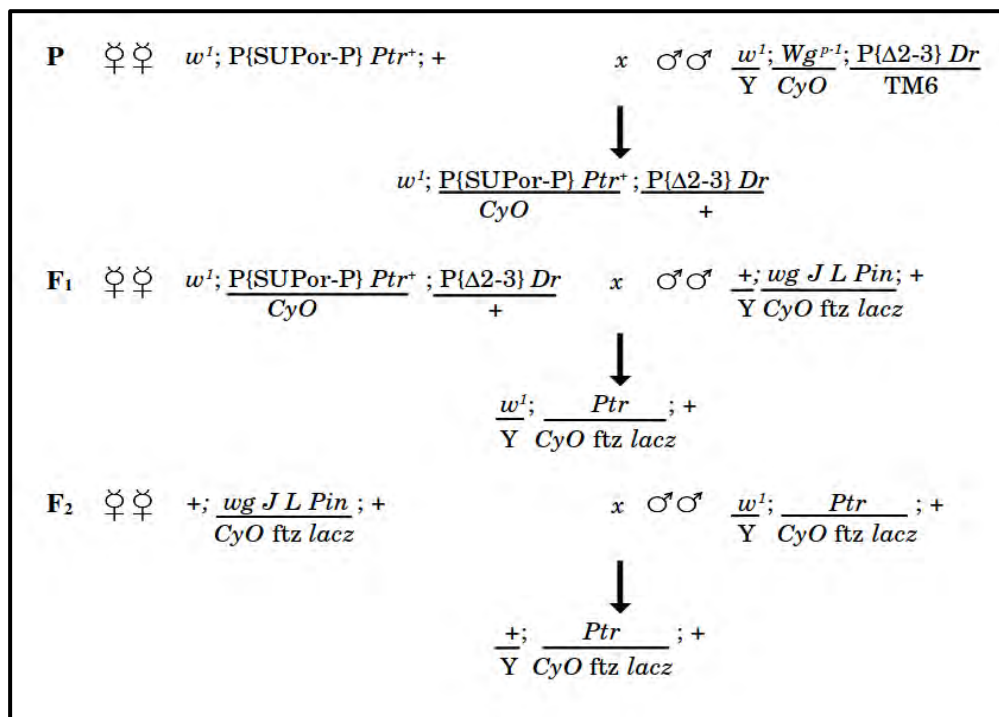 P ☿☿ w¹; P{SUPor-P} Ptr⁺; + x ♂♂ w¹; Wgᵖ⁻¹; P{Δ2-3} Dr
Y CyO TM6
w¹; P{SUPor-P} Ptr⁺; P{Δ2-3} Dr
CyO +
F₁ ☿☿ w¹; P{SUPor-P} Ptr⁺ ; P{Δ2-3} Dr x ♂♂ +; wg J L Pin; +
CyO + Y CyO ftz lacz
w¹; Ptr ; +
Y CyO ftz lacz
F₂ ☿☿ +; wg J L Pin ; + x ♂♂ w¹; Ptr ; +
CyO ftz lacz Y CyO ftz lacz
+; Ptr ; +
Y CyO ftz lacz